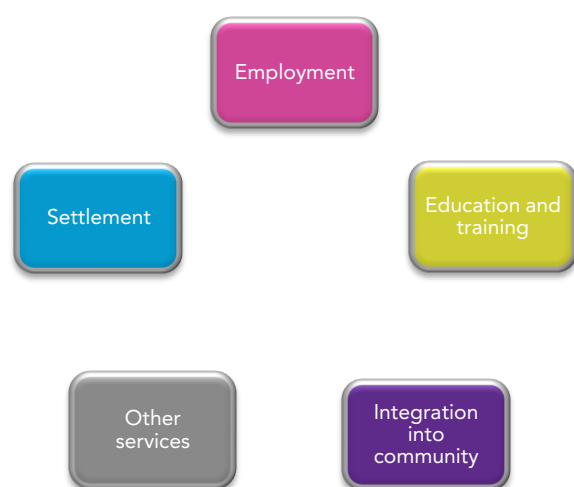 Employment
Settlement
Education and
training
Other
services
Integration
into
community